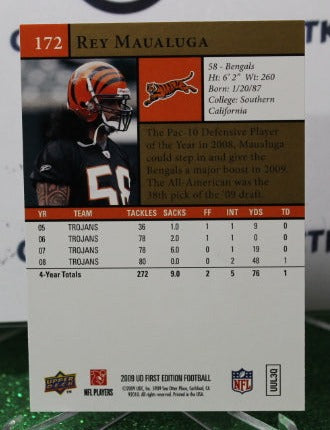 172 REY MAUALUGA
58 - Bengals
Ht: 6' 2" Wt: 260
Born: 1/20/87
College: Southern
California
The Pac-10 Defensive Player
of the Year in 2008, Maualuga
could step in and give the
Bengals a major boost in 2009.
The All-American was the
38th pick of the '09 draft.
58
YR TEAM TACKLES SACKS FF INT YDS TD
05 TROJANS 36 1.0 1 1 9 0
06 TROJANS 78 2.0 1 1 0 0
07 TROJANS 78 6.0 0 1 19 0
08 TROJANS 80 0.0 0 2 48 1
4-Year Totals 272 9.0 2 5 76 1
UPPER DECK
NFL PLAYERS
2009 UD FIRST EDITION FOOTBALL
NFL
UUL3Q